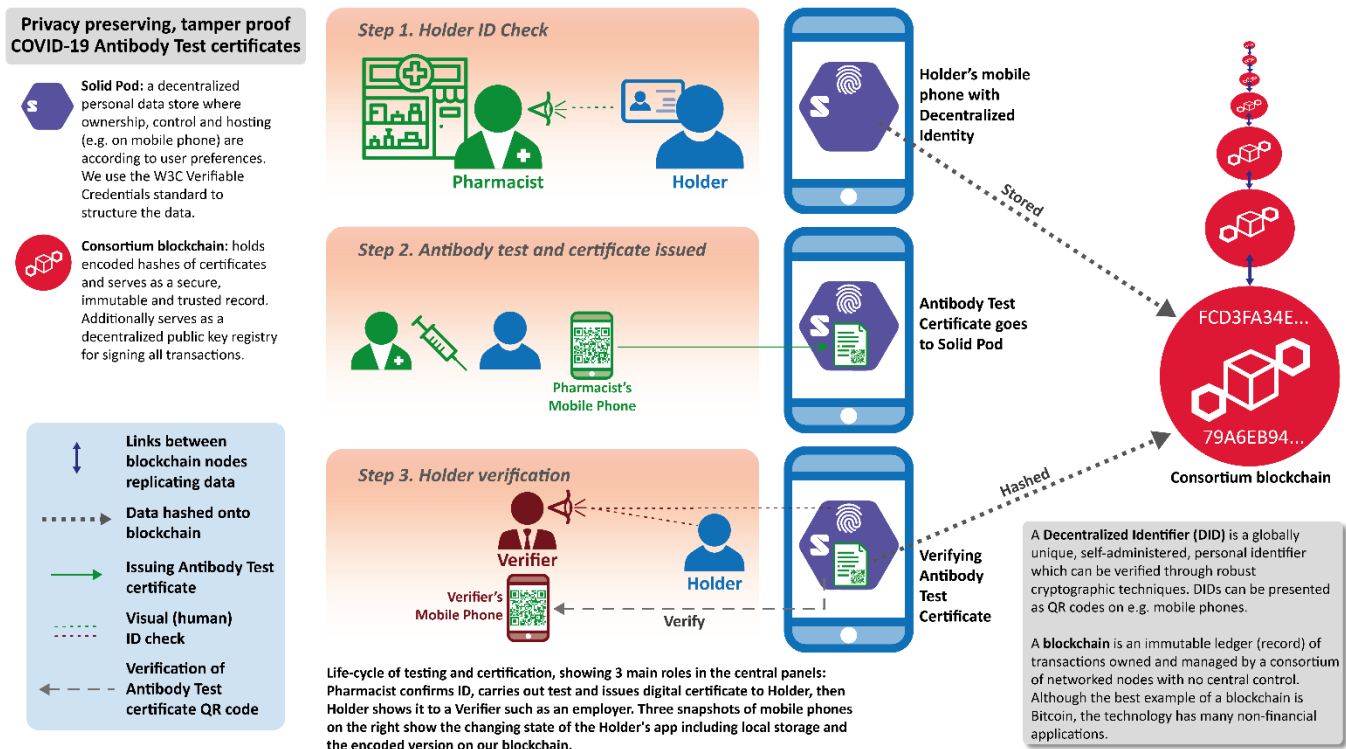 Privacy preserving, tamper proof
COVID-19 Antibody Test certificates
Solid Pod: a decentralized
personal data store where
ownership, control and hosting
(e.g. on mobile phone) are
according to user preferences.
We use the W3C Verifiable
Credentials standard to
structure the data.
Consortium blockchain: holds
encoded hashes of certificates
and serves as a secure,
immutable and trusted record.
Additionally serves as a
decentralized public key registry
for signing all transactions.
Links between
blockchain nodes
replicating data
Data hashed onto
blockchain
Issuing Antibody Test
certificate
Visual (human)
ID check
Verification of
Antibody Test
certificate QR code
Step 1. Holder ID Check
Pharmacist
Holder
S
Holder's mobile
phone with
Decentralized
Identity
Stored
Step 2. Antibody test and certificate issued
Pharmacist's
Mobile Phone
S
Antibody Test
Certificate goes
to Solid Pod
Step 3. Holder verification
Verifier
Holder
Verifier's
Mobile Phone
Verify
S
Verifying
Antibody
Test
Certificate
Hashed
FCD3FA34E...
79A6EB94...
Consortium blockchain
Life-cycle of testing and certification, showing 3 main roles in the central panels:
Pharmacist confirms ID, carries out test and issues digital certificate to Holder, then
Holder shows it to a Verifier such as an employer. Three snapshots of mobile phones
on the right show the changing state of the Holder's app including local storage and
the encoded version on our blockchain.
A Decentralized Identifier (DID) is a globally
unique, self-administered, personal identifier
which can be verified through robust
cryptographic techniques. DIDs can be presented
as QR codes on e.g. mobile phones.
A blockchain is an immutable ledger (record) of
transactions owned and managed by a consortium
of networked nodes with no central control.
Although the best example of a blockchain is
Bitcoin, the technology has many non-financial
applications.